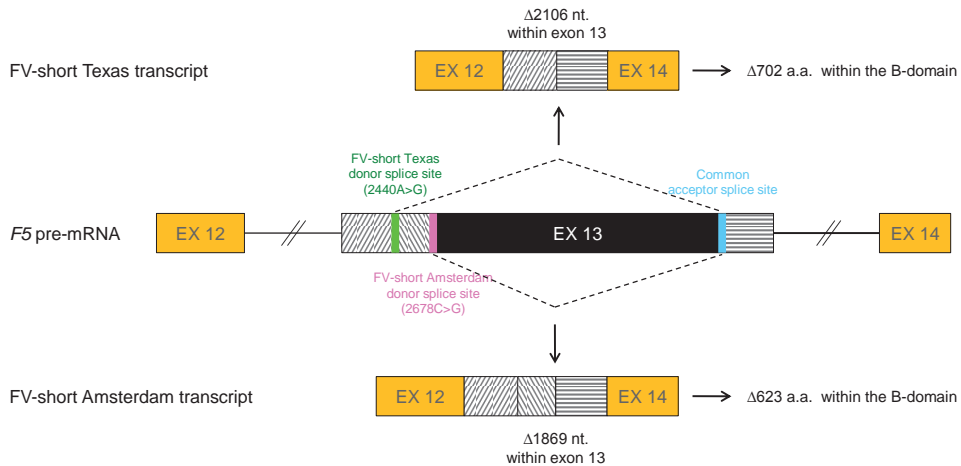 Δ2106 nt.
within exon 13
FV-short Texas transcript
EX 12
EX 14
Δ702 a.a. within the B-domain
FV-short Texas
donor splice site
(2440A>G)
Common
acceptor splice site
F5 pre-mRNA
EX 12
EX 13
EX 14
FV-short Amsterdam
donor splice site
(2678C>G)
FV-short Amsterdam transcript
EX 12
EX 14
Δ623 a.a. within the B-domain
Δ1869 nt.
within exon 13